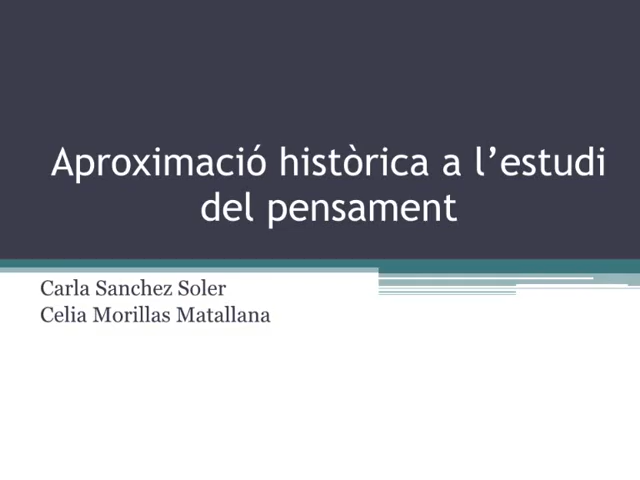 Aproximació històrica a l’estudi
del pensament
Carla Sanchez Soler
Celia Morillas Matallana